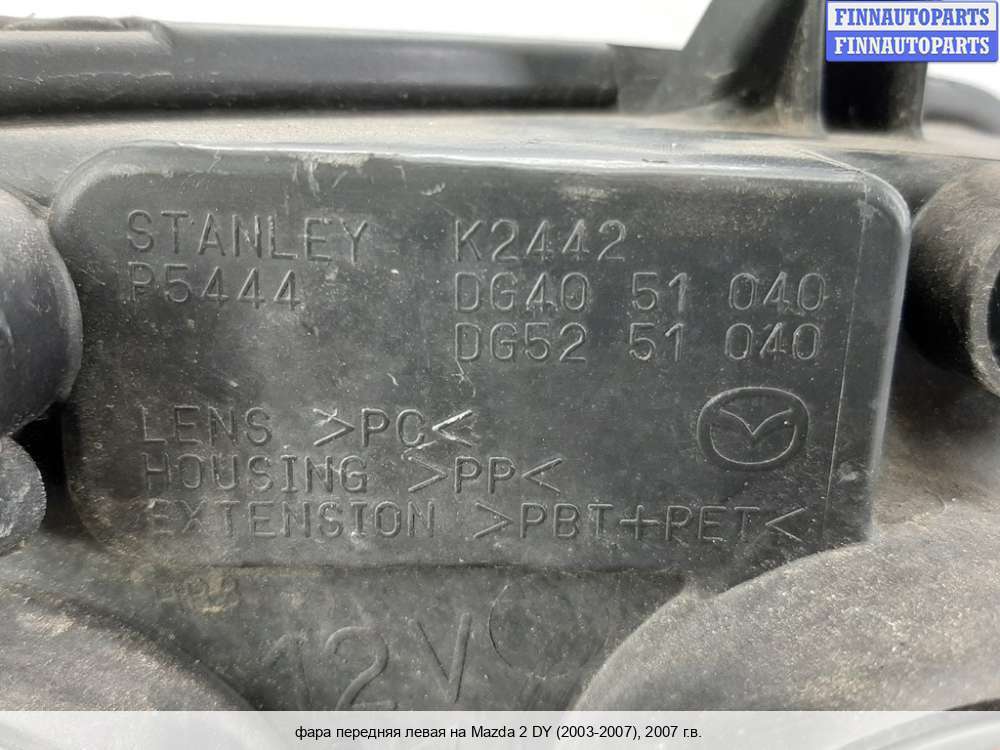 FINNAUTOPARTS
FINNAUTOPARTS
STANLEY K2442
P5444 DG40 51 040
DG52 51 040
LENS >PC<
HOUSING >PP<
EXTENSION >PBT+PET<
12V
фара передняя левая на Mazda 2 DY (2003-2007), 2007 г.в.